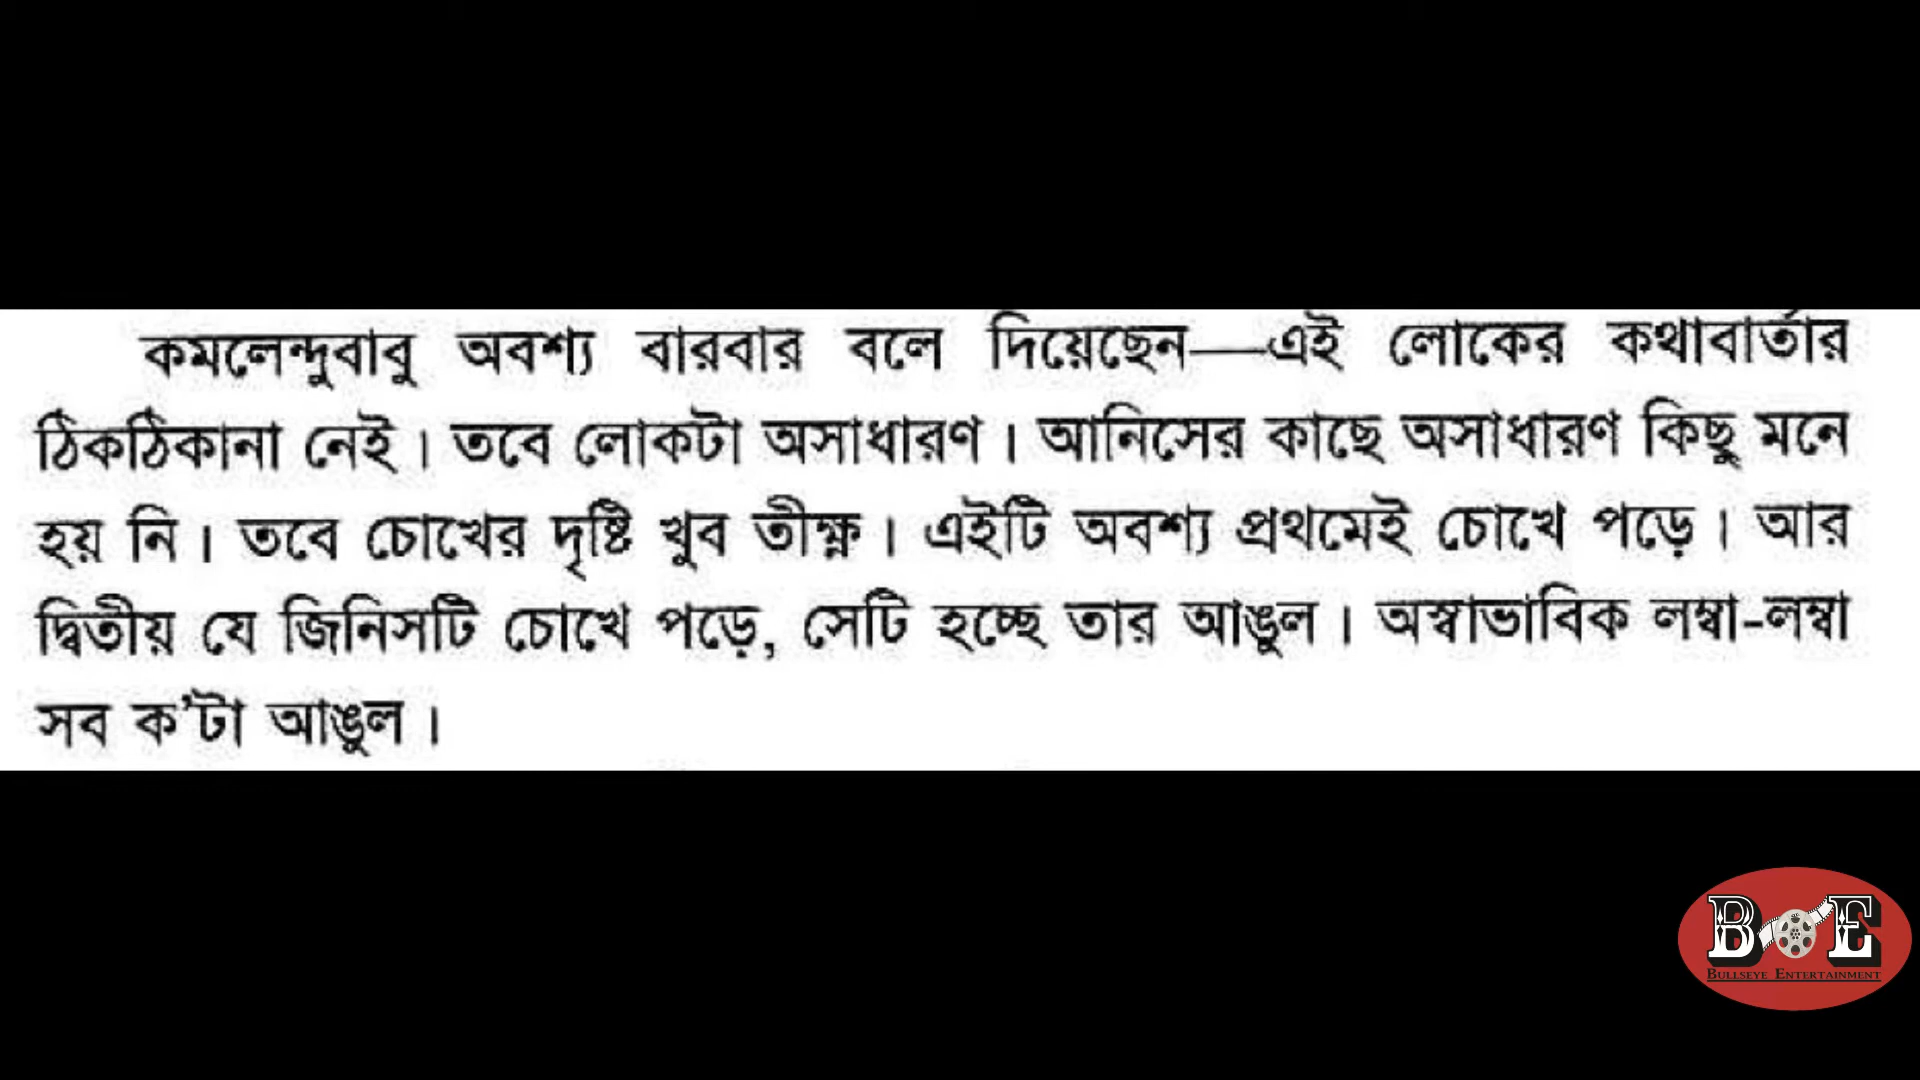 কমলেন্দুবাবু অবশ্য বারবার বলে দিয়েছেন—এই লোকের কথাবার্তার
ঠিকঠিকানা নেই। তবে লোকটা অসাধারণ। আনিসের কাছে অসাধারণ কিছু মনে
হয় নি। তবে চোখের দৃষ্টি খুব তীক্ষ্ণ। এইটি অবশ্য প্রথমেই চোখে পড়ে। আর
দ্বিতীয় যে জিনিসটি চোখে পড়ে, সেটি হচ্ছে তার আঙুল। অস্বাভাবিক লম্বা-লম্বা
সব ক'টা আঙুল।
B E
BULLSEYE ENTERTAINMENT